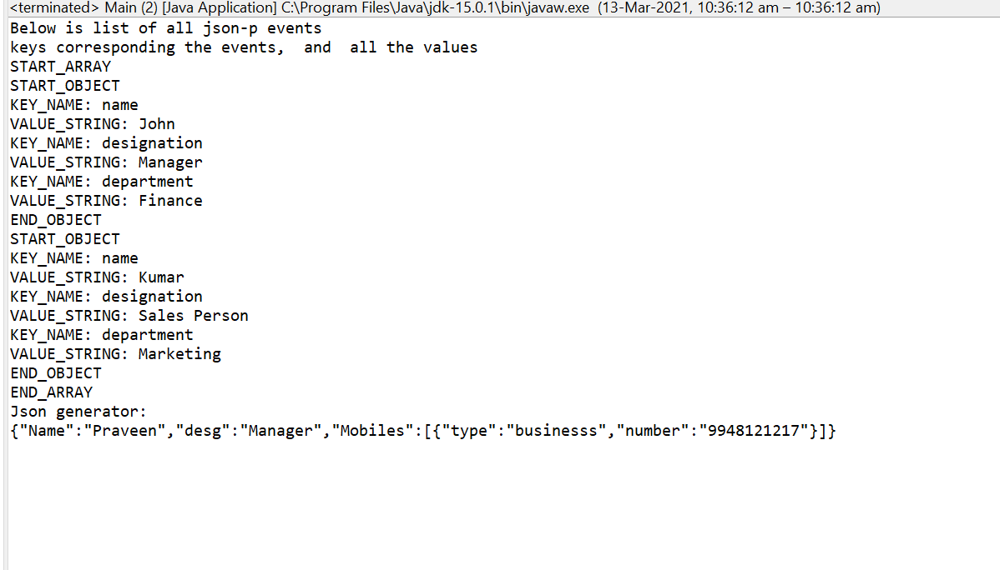 <terminated> Main (2) [Java Application] C:\Program Files\Java\jdk-15.0.1\bin\javaw.exe  (13-Mar-2021, 10:36:12 am – 10:36:12 am)
Below is list of all json-p events
keys corresponding the events,  and  all the values
START_ARRAY
START_OBJECT
KEY_NAME: name
VALUE_STRING: John
KEY_NAME: designation
VALUE_STRING: Manager
KEY_NAME: department
VALUE_STRING: Finance
END_OBJECT
START_OBJECT
KEY_NAME: name
VALUE_STRING: Kumar
KEY_NAME: designation
VALUE_STRING: Sales Person
KEY_NAME: department
VALUE_STRING: Marketing
END_OBJECT
END_ARRAY
Json generator:
{"Name":"Praveen","desg":"Manager","Mobiles":[{"type":"businesss","number":"9948121217"}]}